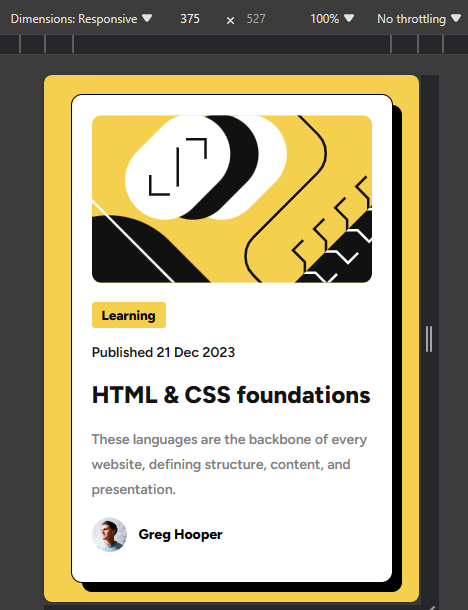 Dimensions: Responsive 375 × 527 100% No throttling
Learning
Published 21 Dec 2023
HTML & CSS foundations
These languages are the backbone of every
website, defining structure, content, and
presentation.
Greg Hooper